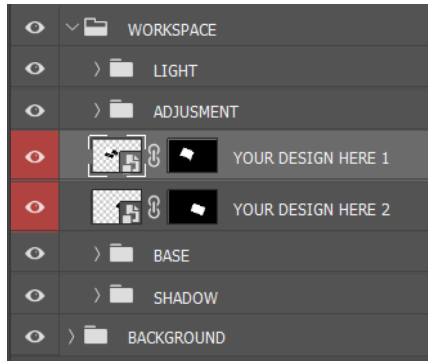 WORKSPACE
LIGHT
ADJUSMENT
YOUR DESIGN HERE 1
YOUR DESIGN HERE 2
BASE
SHADOW
BACKGROUND